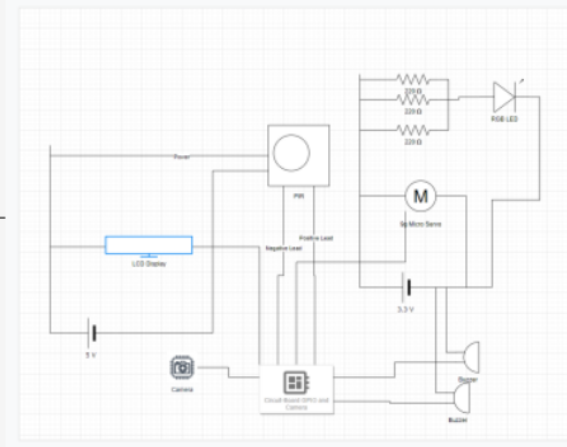 220 Ω
220 Ω
220 Ω
RGB LED
Power
PIR
M
9g Micro Servo
Positive Lead
Negative Lead
LCD Display
3.3 V
5 V
Camera
Circuit Board GPIO and
Camera
Buzzer
Buzzer